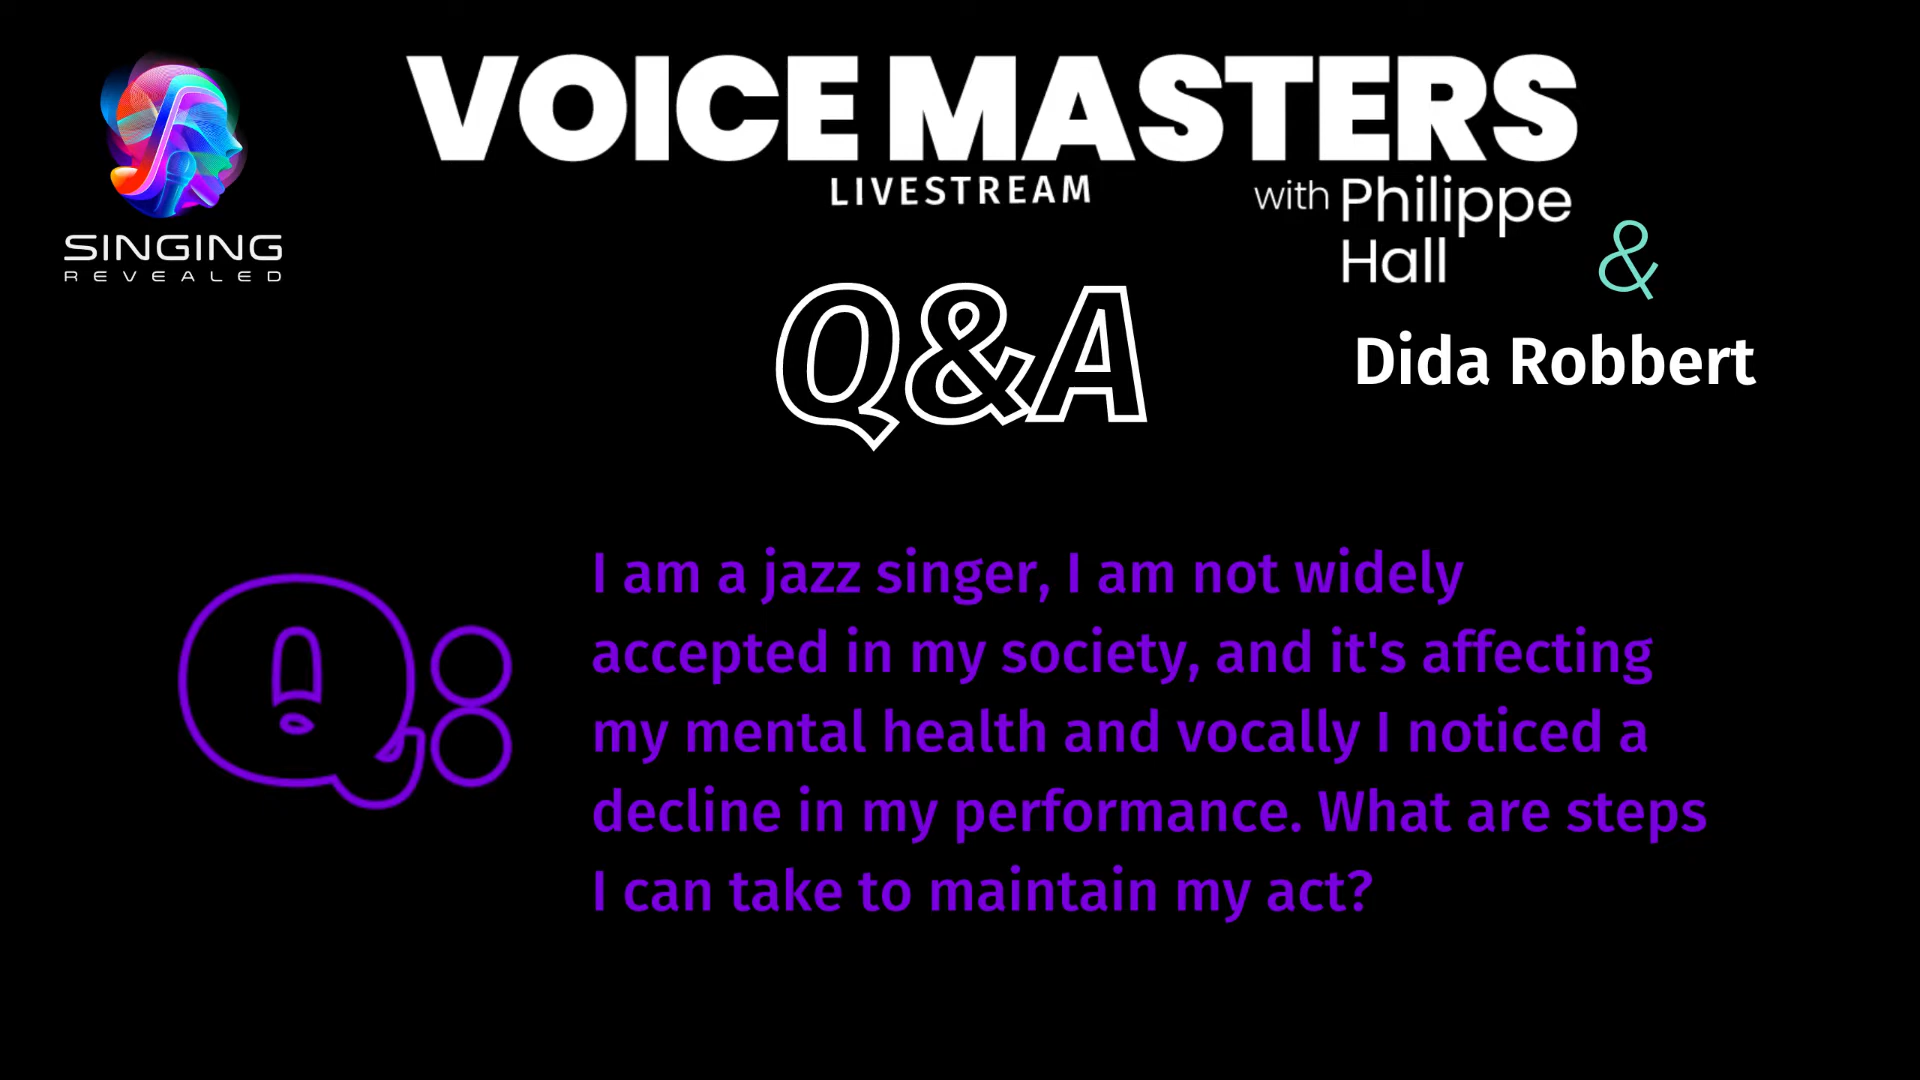 VOICE MASTERS
LIVESTREAM
with Philippe
Hall
&
Dida Robbert
SINGING
REVEALED
Q&A
Q:
I am a jazz singer, I am not widely
accepted in my society, and it's affecting
my mental health and vocally I noticed a
decline in my performance. What are steps
I can take to maintain my act?